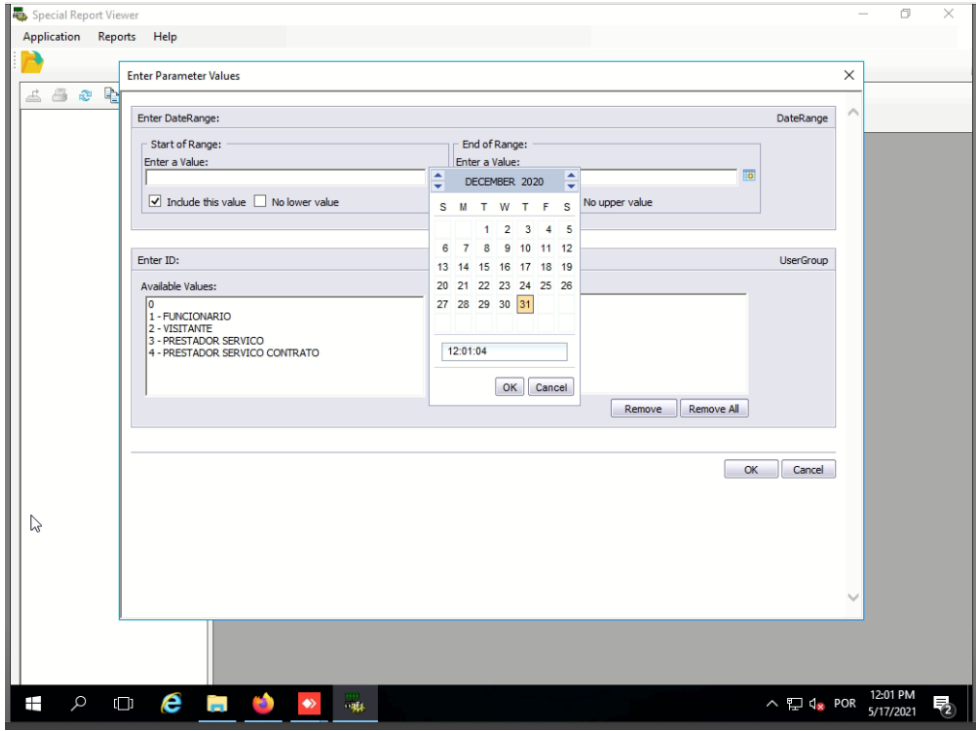 Special Report Viewer
Application Reports Help
Enter Parameter Values
Enter DateRange: DateRange
Start of Range: End of Range:
Enter a Value: Enter a Value:
Include this value No lower value No upper value
DECEMBER 2020
S M T W T F S
1 2 3 4 5
6 7 8 9 10 11 12
13 14 15 16 17 18 19
20 21 22 23 24 25 26
27 28 29 30 31
12:01:04
OK Cancel
Enter ID: UserGroup
Available Values:
0
1 - FUNCIONARIO
2 - VISITANTE
3 - PRESTADOR SERVICO
4 - PRESTADOR SERVICO CONTRATO
Remove Remove All
OK Cancel
POR
12:01 PM
5/17/2021
2